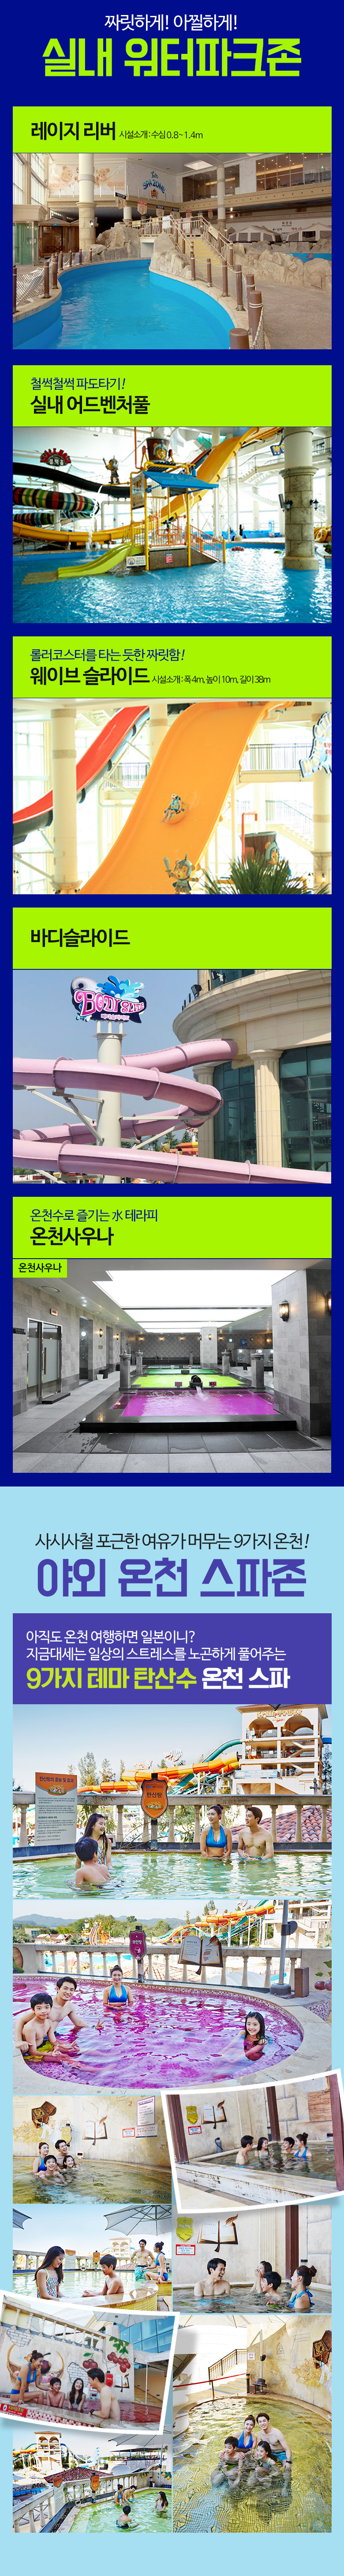 짜릿하게! 아찔하게!
실내 워터파크존
레이지 리버 시설소개 : 수심 0.8~1.4m
철썩철썩 파도타기!
실내 어드벤처풀
롤러코스터를 타는 듯한 짜릿함!
웨이브 슬라이드 시설소개 : 폭 4m, 높이 10m, 길이 38m
바디슬라이드
BODY SLIDE
온천수로 즐기는 水 테라피
온천사우나
온천사우나
사시사철 포근한 여유가 머무는 9가지 온천!
야외 온천 스파존
아직도 온천 여행하면 일본이니?
지금대세는 일상의 스트레스를 노곤하게 풀어주는
9가지 테마 탄산수 온천 스파
탄산탕